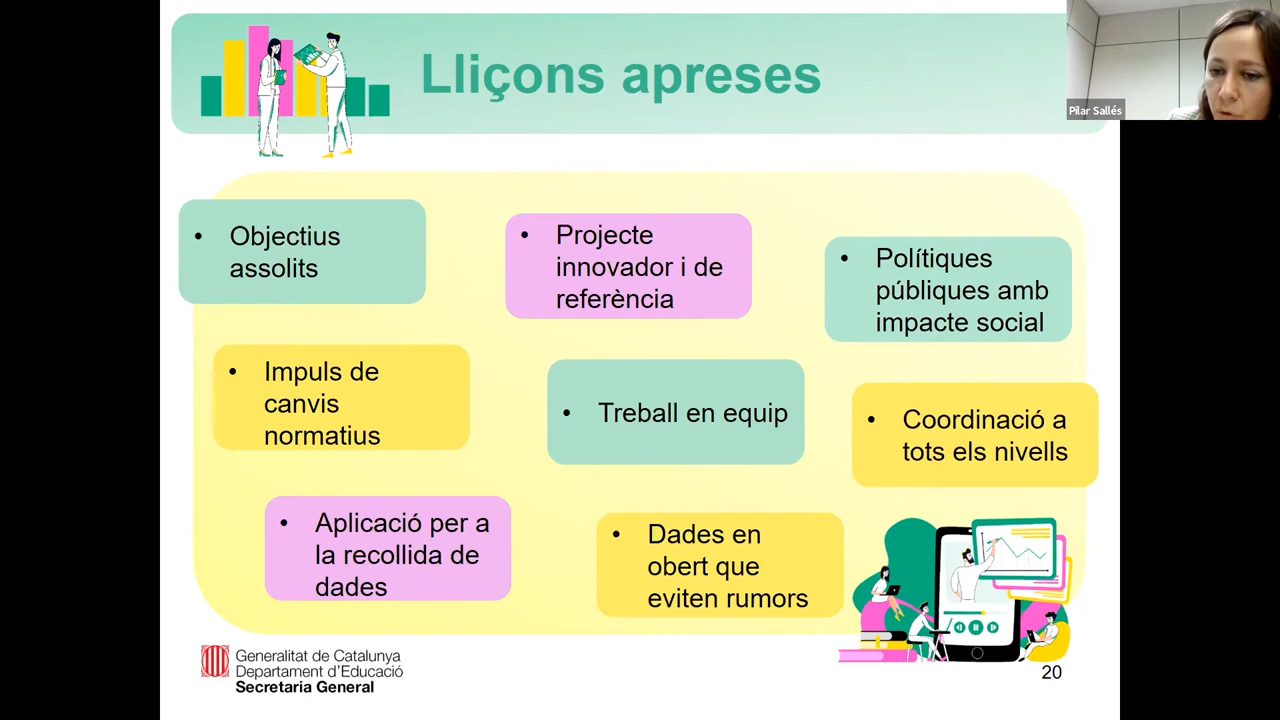 Lliçons apreses
Pilar Sallés
• Objectius
assolits
• Projecte
innovador i de
referència
• Polítiques
públiques amb
impacte social
• Impuls de
canvis
normatius
• Treball en equip
• Coordinació a
tots els nivells
• Aplicació per a
la recollida de
dades
• Dades en
obert que
eviten rumors
Generalitat de Catalunya
Departament d'Educació
Secretaria General
20